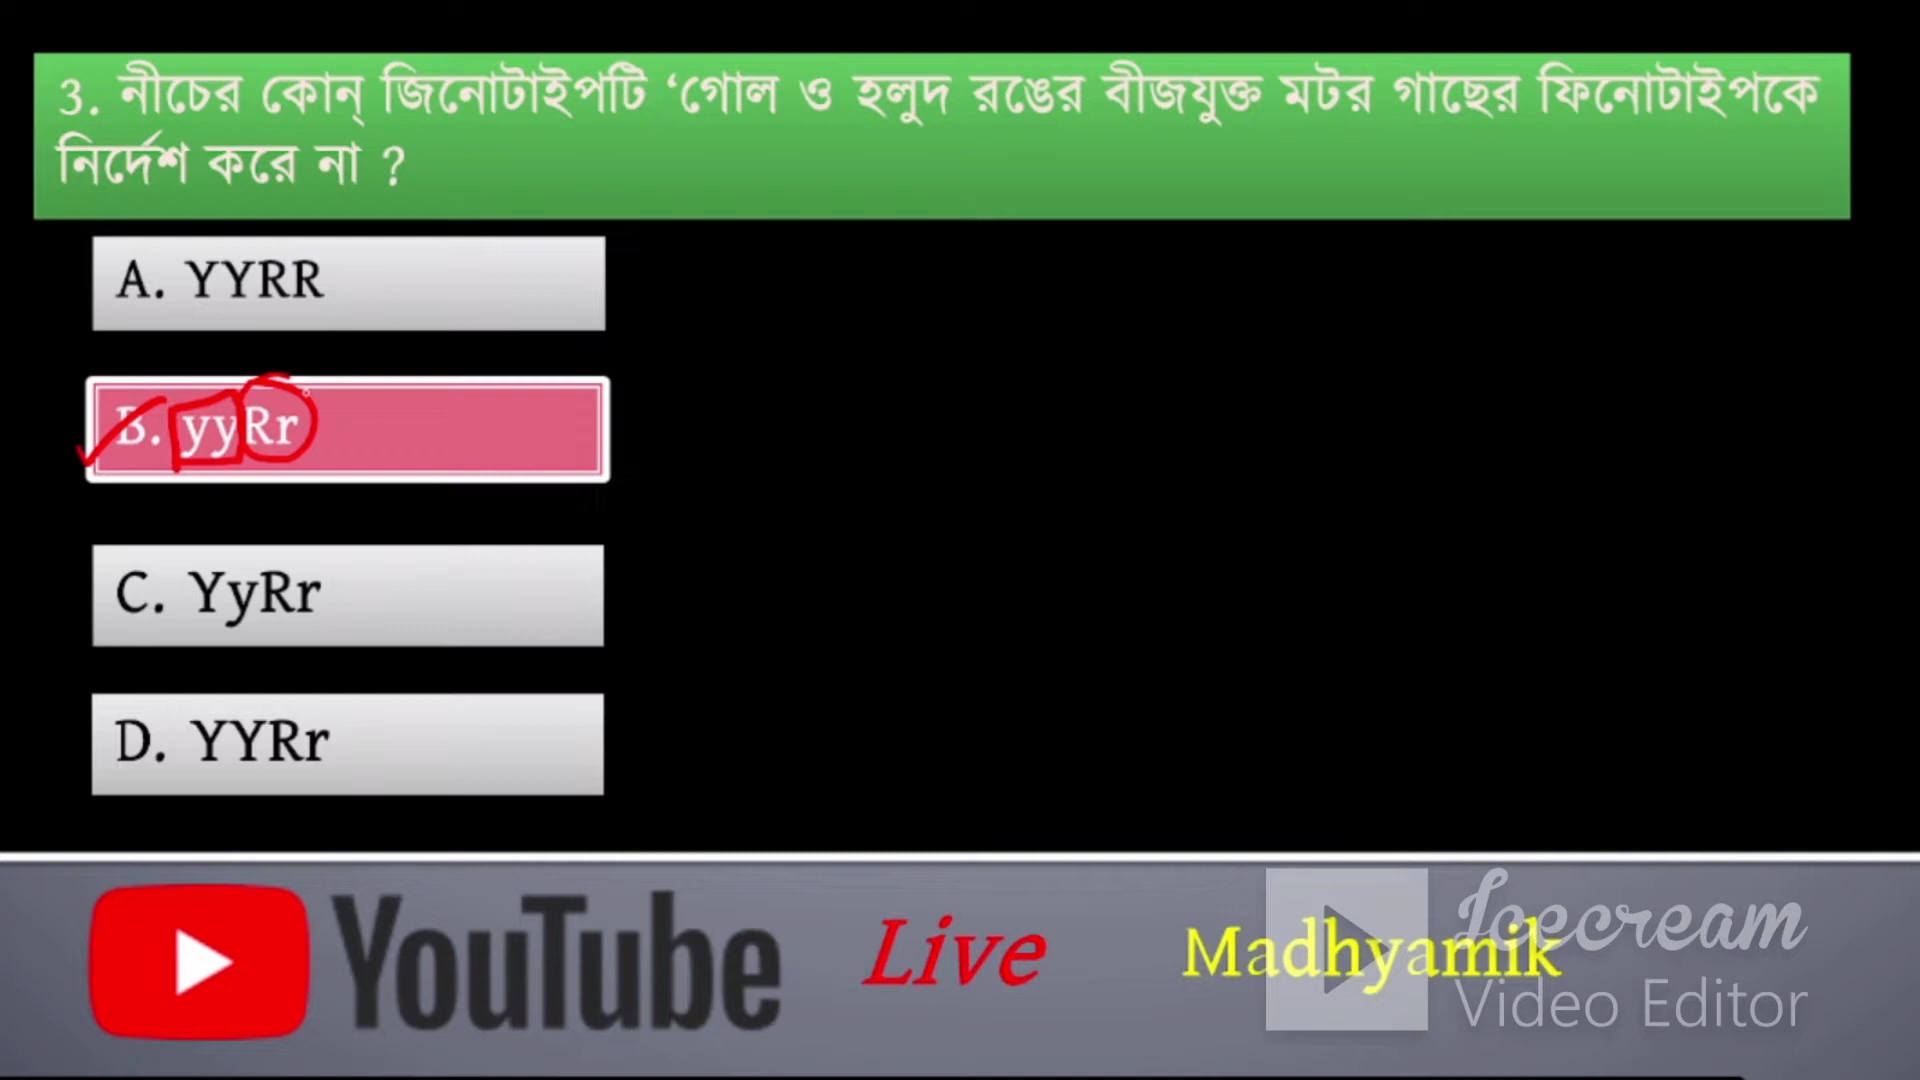 3. নীচের কোন্ জিনোটাইপটি ‘গোল ও হলুদ রঙের বীজযুক্ত মটর গাছের ফিনোটাইপকে
নির্দেশ করে না ?
A. YYRR
B. yyRr
C. YyRr
D. YYRr
YouTube Live Madhyamik
Icecream
Video Editor